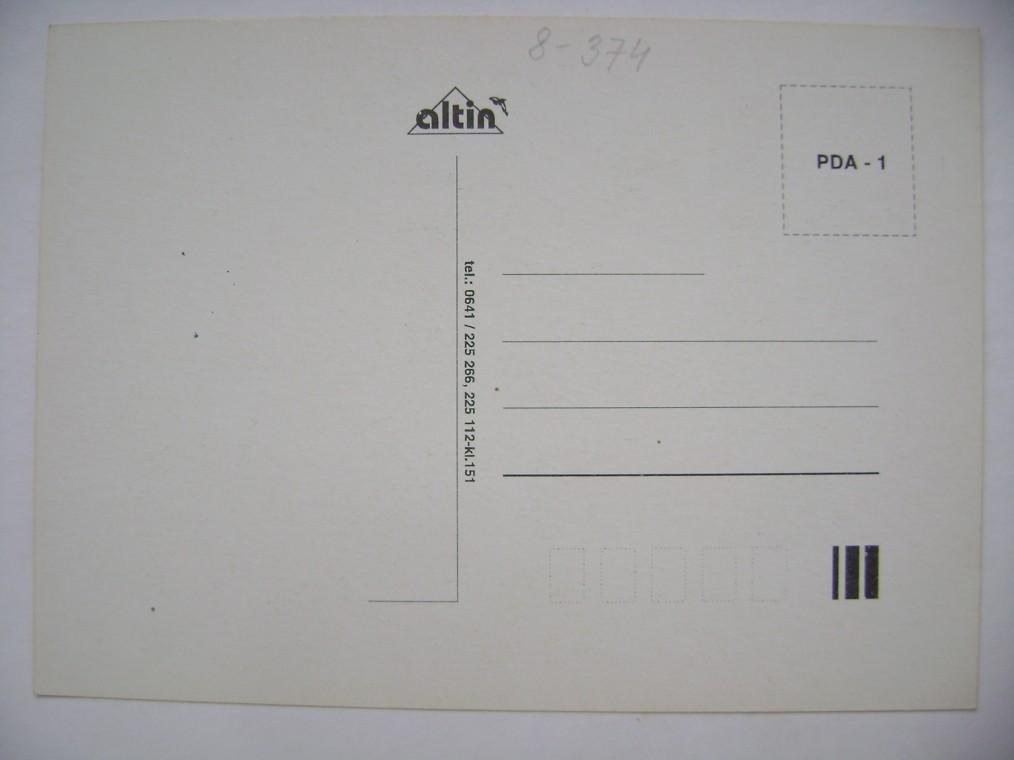 8-374
altin
PDA - 1
tel.: 0641 / 225 266, 225 112-kl.151